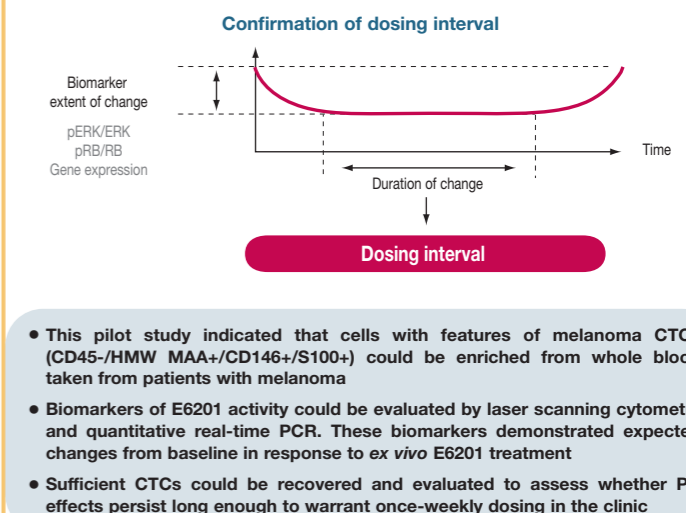 Confirmation of dosing interval
Biomarker
extent of change
pERK/ERK
pRB/RB
Gene expression
Time
Duration of change
Dosing interval
• This pilot study indicated that cells with features of melanoma
(CD45-/HMW MAA+/CD146+/S100+) could be enriched from whole
taken from patients with melanoma
• Biomarkers of E6201 activity could be evaluated by laser scanning
and quantitative real-time PCR. These biomarkers demonstrated
changes from baseline in response to ex vivo E6201 treatment
• Sufficient CTCs could be recovered and evaluated to assess whether
effects persist long enough to warrant once-weekly dosing in the clinic